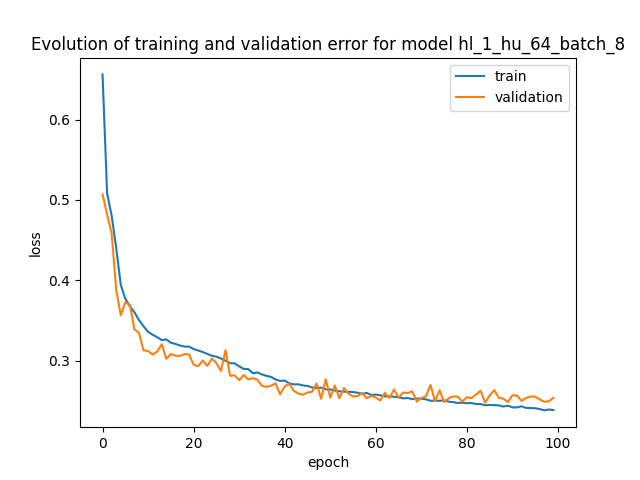 Evolution of training and validation error for model hl_1_hu_64_batch_8
train
validation
0.6
0.5
0.4
0.3
loss
0 20 40 60 80 100
epoch